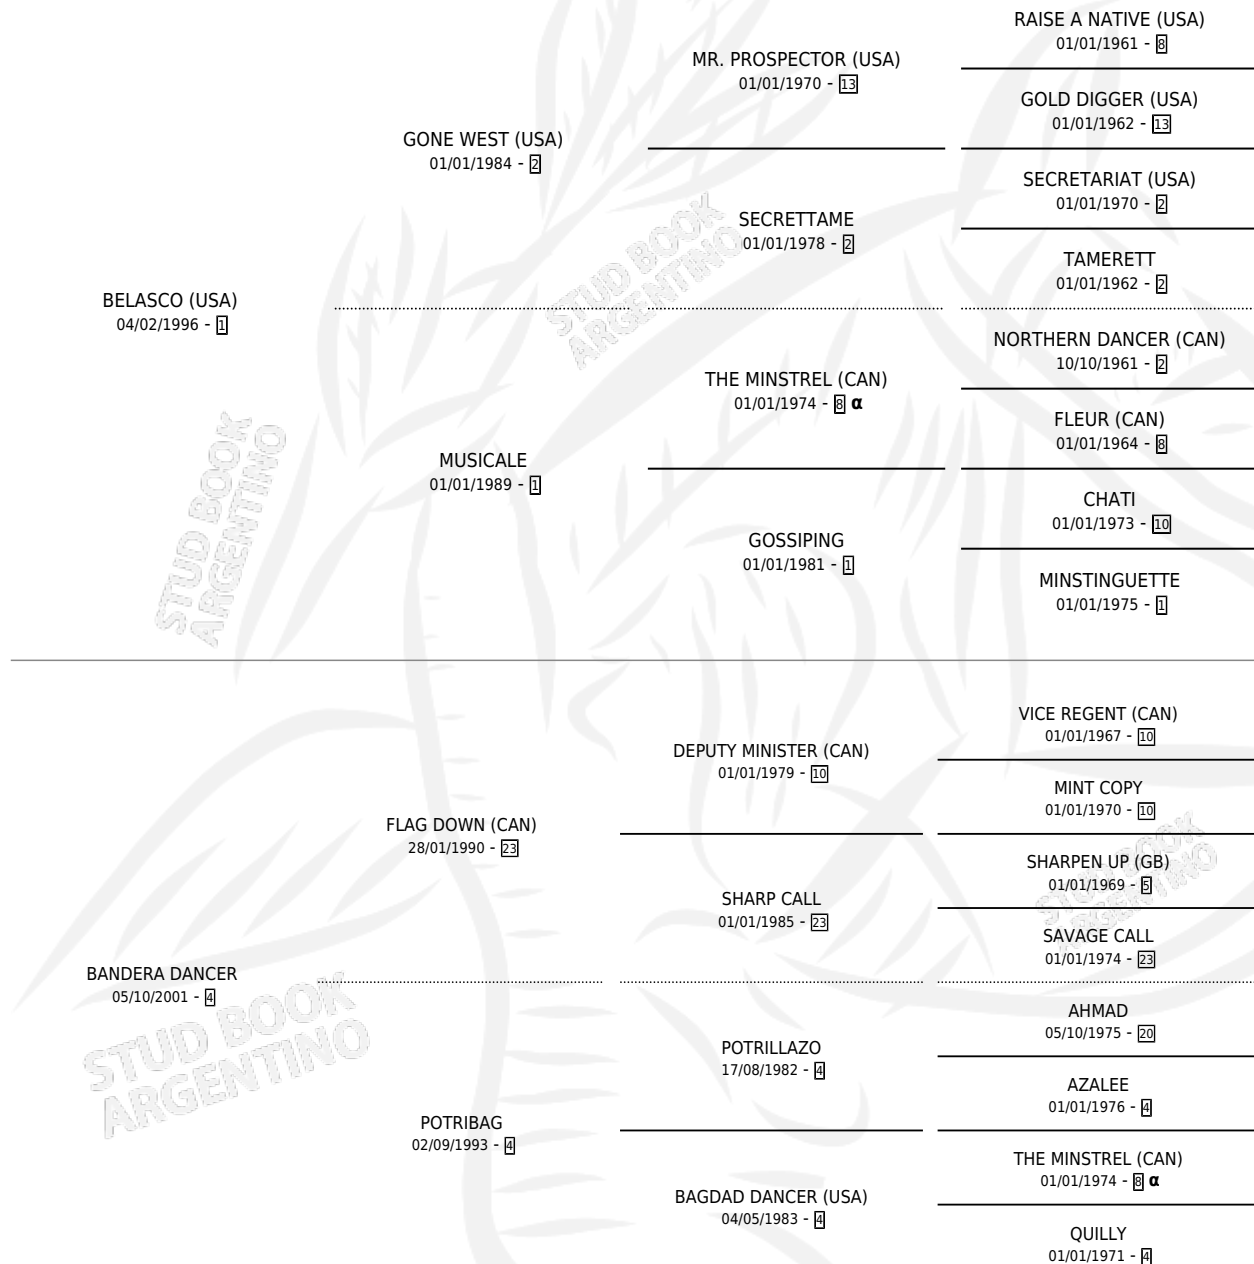 RAISE A NATIVE (USA)
01/01/1961 - 8
MR. PROSPECTOR (USA)
01/01/1970 - 13
GOLD DIGGER (USA)
01/01/1962 - 13
GONE WEST (USA)
01/01/1984 - 2
SECRETARIAT (USA)
01/01/1970 - 2
SECRETTAME
01/01/1978 - 2
TAMERETT
01/01/1962 - 2
BELASCO (USA)
04/02/1996 - 1
NORTHERN DANCER (CAN)
10/10/1961 - 2
THE MINSTREL (CAN)
01/01/1974 - 8 α
FLEUR (CAN)
01/01/1964 - 8
MUSICALE
01/01/1989 - 1
CHATI
01/01/1973 - 10
GOSSIPING
01/01/1981 - 1
MINSTINGUETTE
01/01/1975 - 1
VICE REGENT (CAN)
01/01/1967 - 10
DEPUTY MINISTER (CAN)
01/01/1979 - 10
MINT COPY
01/01/1970 - 10
FLAG DOWN (CAN)
28/01/1990 - 23
SHARPEN UP (GB)
01/01/1969 - 5
SHARP CALL
01/01/1985 - 23
SAVAGE CALL
01/01/1974 - 23
BANDERA DANCER
05/10/2001 - 4
AHMAD
05/10/1975 - 20
POTRILLAZO
17/08/1982 - 4
AZALEE
01/01/1976 - 4
POTRIBAG
02/09/1993 - 4
THE MINSTREL (CAN)
01/01/1974 - 8 α
BAGDAD DANCER (USA)
04/05/1983 - 4
QUILLY
01/01/1971 - 4
STUD BOOK
ARGENTINO
STUD BOOK
ARGENTINO
STUD BOOK
ARGENTINO
STUD BOOK
ARGENTINO